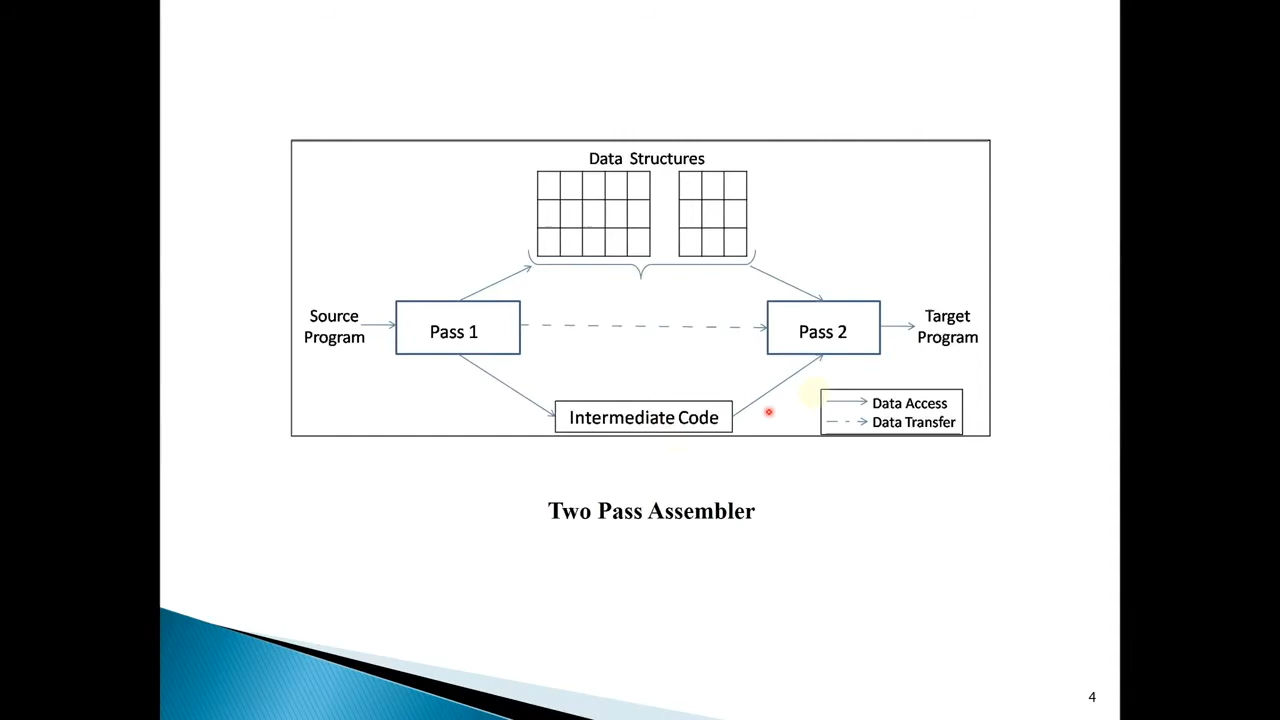 Data Structures
Source
Program
Pass 1
Pass 2
Target
Program
Intermediate Code
Data Access
Data Transfer
Two Pass Assembler
4